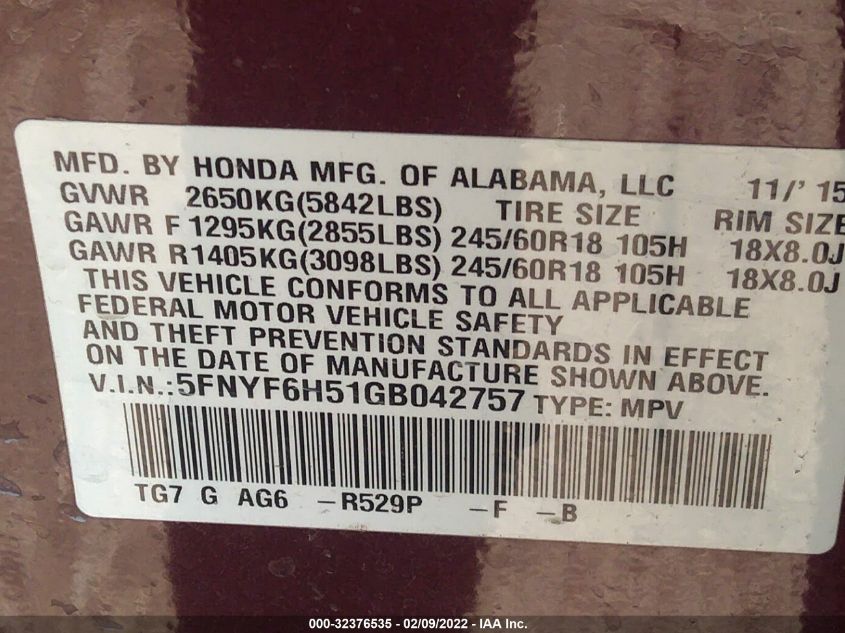 MFD. BY HONDA MFG. OF ALABAMA, LLC 11/'15
GVWR 2650KG(5842LBS) TIRE SIZE RIM SIZE
GAWR F 1295KG(2855LBS) 245/60R18 105H 18X8.0J
GAWR R 1405KG(3098LBS) 245/60R18 105H 18X8.0J
THIS VEHICLE CONFORMS TO ALL APPLICABLE
FEDERAL MOTOR VEHICLE SAFETY
AND THEFT PREVENTION STANDARDS IN EFFECT
ON THE DATE OF MANUFACTURE SHOWN ABOVE.
V.I.N.:5FNYF6H51GB042757 TYPE: MPV
TG7 G AG6 -R529P -F -B
000-32376535 - 02/09/2022 - IAA Inc.